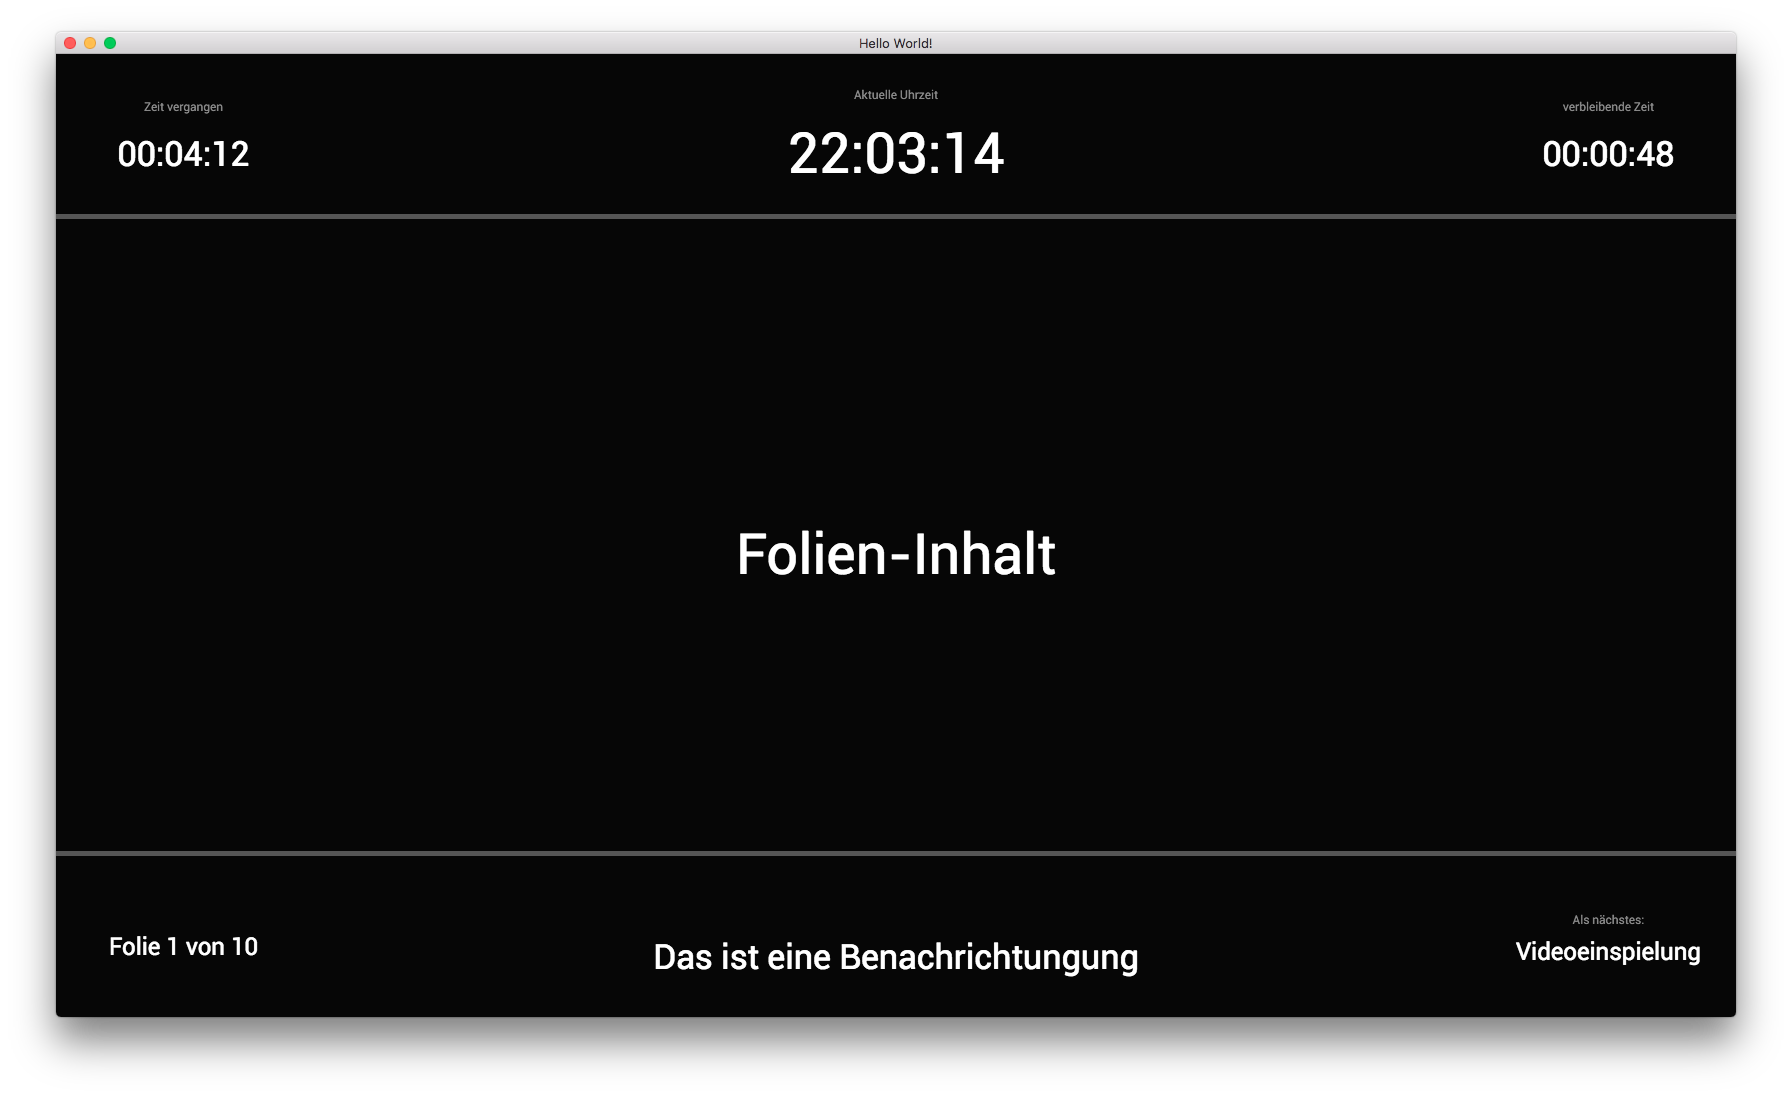 Hello World!
Zeit vergangen
00:04:12
Aktuelle Uhrzeit
22:03:14
verbleibende Zeit
00:00:48
Folien-Inhalt
Folie 1 von 10
Das ist eine Benachrichtungung
Als nächstes:
Videoeinspielung